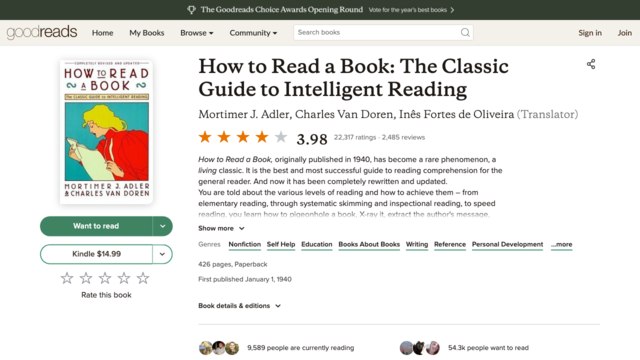 The Goodreads Choice Awards Opening Round Vote for the year's best books
goodreads Home My Books Browse Community Search books Sign in Join
COMPLETELY REVISED AND UPDATED
HOW TO READ
A BOOK
THE CLASSIC GUIDE TO INTELLIGENT READING
MORTIMER J. ADLER
& CHARLES VAN DOREN
Want to read
Kindle $14.99
Rate this book
How to Read a Book: The Classic
Guide to Intelligent Reading
Mortimer J. Adler, Charles Van Doren, Inês Fortes de Oliveira (Translator)
3.98 22,317 ratings · 2,485 reviews
How to Read a Book, originally published in 1940, has become a rare phenomenon, a
living classic. It is the best and most successful guide to reading comprehension for the
general reader. And now it has been completely rewritten and updated.
You are told about the various levels of reading and how to achieve them – from
elementary reading, through systematic skimming and inspectional reading, to speed
reading, you learn how to pigeonhole a book, X-ray it, extract the author's message,
Show more
Genres Nonfiction Self Help Education Books About Books Writing Reference Personal Development ...more
426 pages, Paperback
First published January 1, 1940
Book details & editions
9,589 people are currently reading 54.3k people want to read